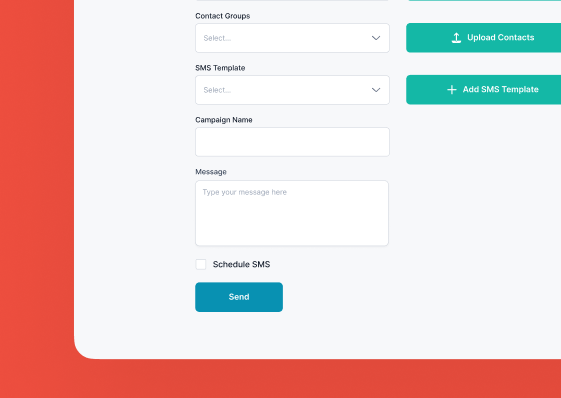 Contact Groups
Select...
Upload Contacts
SMS Template
Select...
Add SMS Template
Campaign Name
Message
Type your message here
Schedule SMS
Send